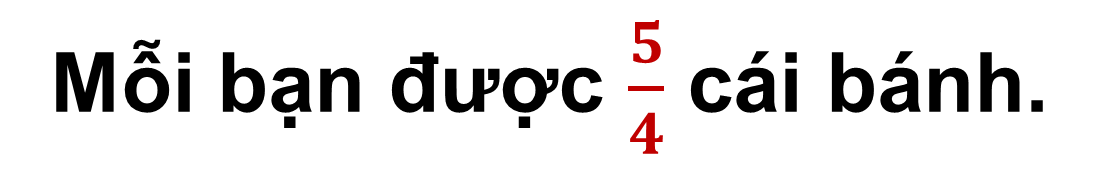 Mỗi bạn được 5/4 cái bánh.